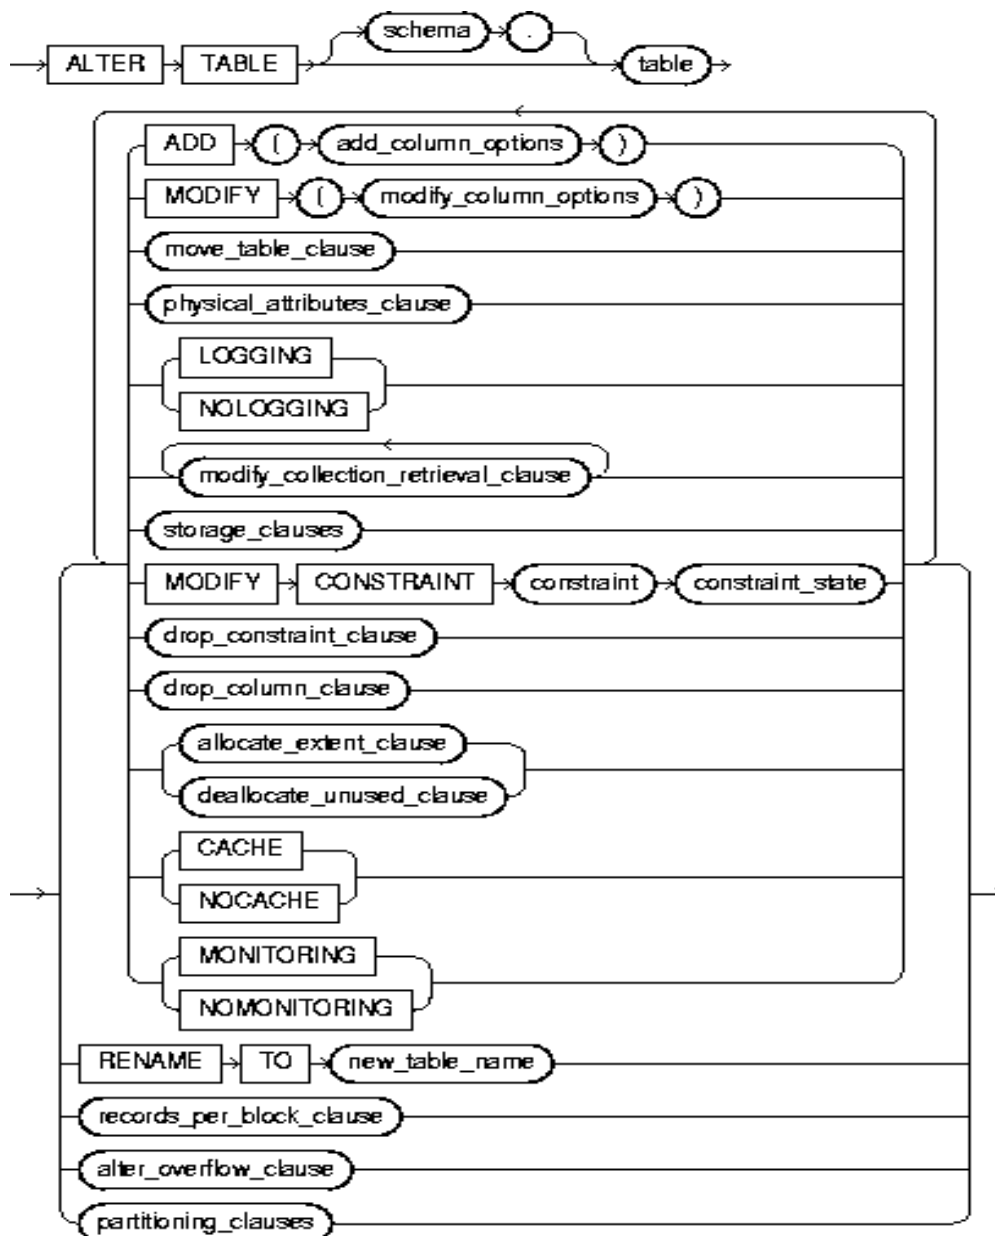 schema .
ALTER TABLE table
ADD ( add_column_options )
MODIFY ( modify_column_options )
move_table_clause
physical_attributes_clause
LOGGING
NOLOGGING
modify_collection_retrieval_clause
storage_clauses
MODIFY CONSTRAINT constraint constraint_state
drop_constraint_clause
drop_column_clause
allocate_extent_clause
deallocate_unused_clause
CACHE
NOCACHE
MONITORING
NOMONITORING
RENAME TO new_table_name
records_per_block_clause
alter_overflow_clause
partitioning_clauses